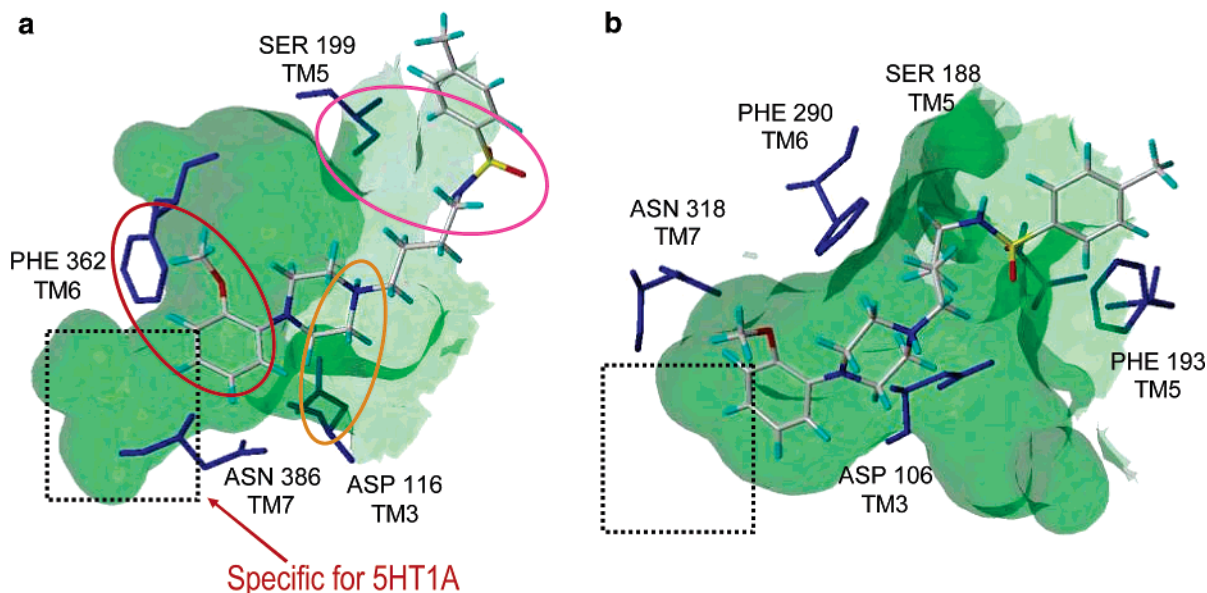 a
SER 199
TM5
PHE 362
TM6
ASN 386
TM7
ASP 116
TM3
Specific for 5HT1A
b
SER 188
TM5
PHE 290
TM6
ASN 318
TM7
PHE 193
TM5
ASP 106
TM3